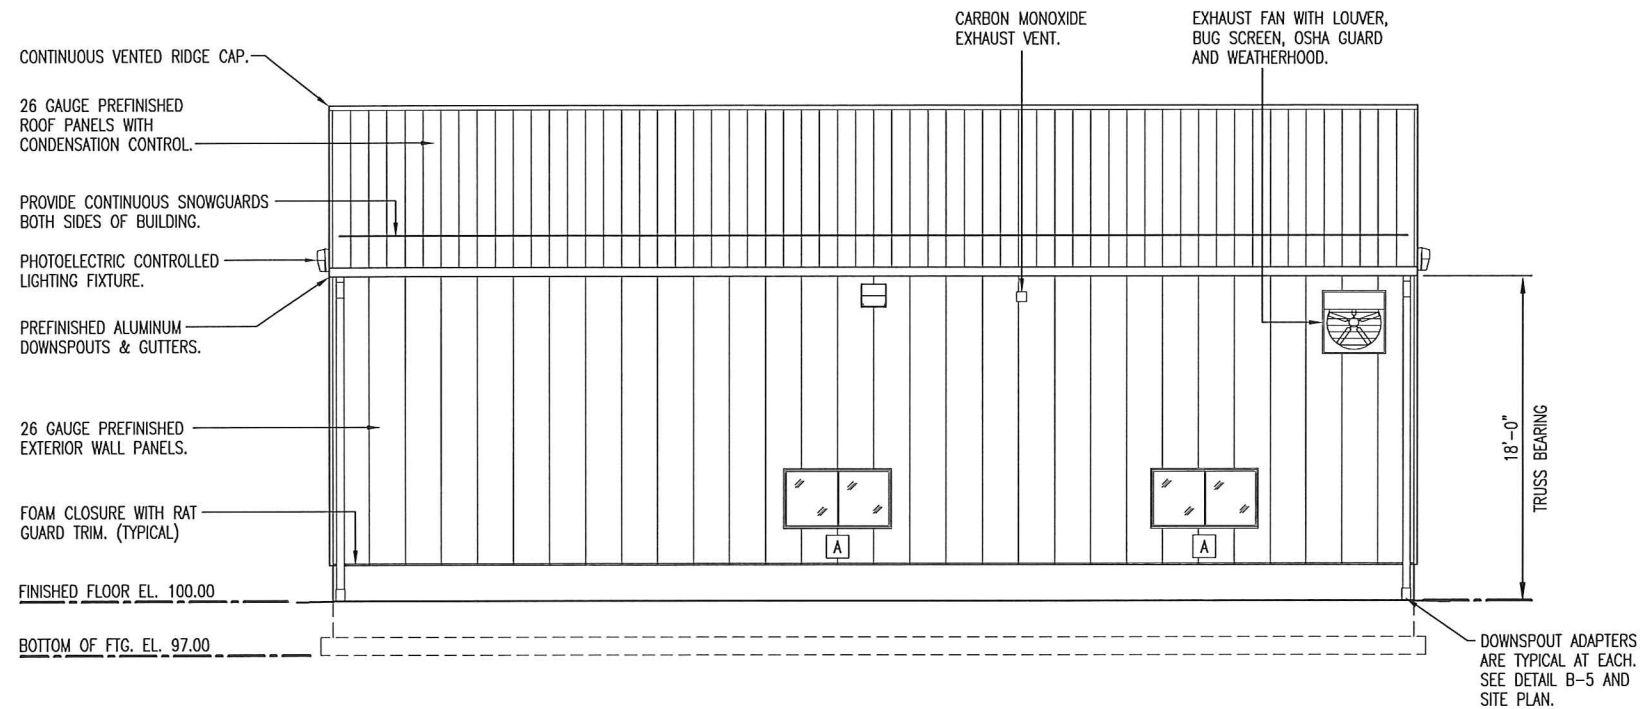 CARBON MONOXIDE
EXHAUST VENT.
EXHAUST FAN WITH LOUVER,
BUG SCREEN, OSHA GUARD
AND WEATHERHOOD.
CONTINUOUS VENTED RIDGE CAP.
26 GAUGE PREFINISHED
ROOF PANELS WITH
CONDENSATION CONTROL.
PROVIDE CONTINUOUS SNOWGUARDS
BOTH SIDES OF BUILDING.
PHOTOELECTRIC CONTROLLED
LIGHTING FIXTURE.
PREFINISHED ALUMINUM
DOWNSPOUTS & GUTTERS.
26 GAUGE PREFINISHED
EXTERIOR WALL PANELS.
18'-0"
TRUSS BEARING
FOAM CLOSURE WITH RAT
GUARD TRIM. (TYPICAL)
A
A
FINISHED FLOOR EL. 100.00
BOTTOM OF FTG. EL. 97.00
DOWNSPOUT ADAPTERS
ARE TYPICAL AT EACH.
SEE DETAIL B-5 AND
SITE PLAN.